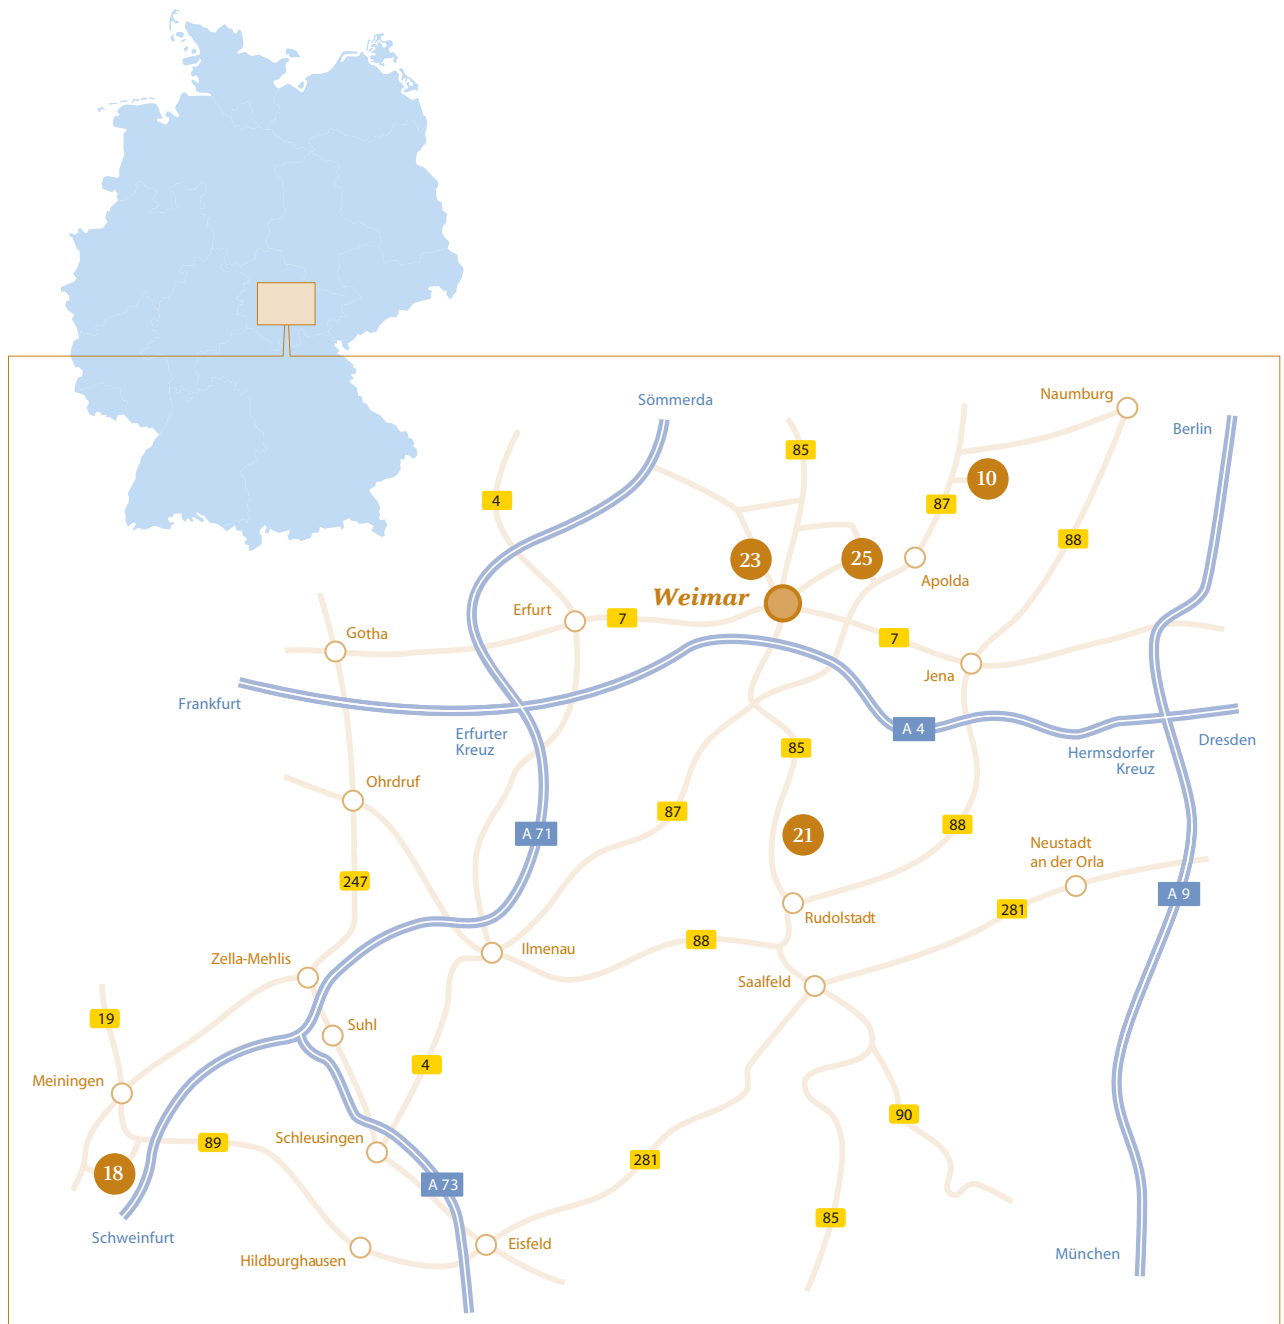 Sömmerda
Naumburg
Berlin
85
10
4
87
88
23
25
Apolda
Weimar
Erfurt
7
7
Gotha
Jena
Frankfurt
Erfurter
Kreuz
A 4
Dresden
Hermsdorfer
Kreuz
85
Ohrdruf
87
A 71
21
88
Neustadt
an der Orla
247
A 9
281
Rudolstadt
88
Ilmenau
Zella-Mehlis
Saalfeld
19
Suhl
4
Meiningen
90
Schleusingen
89
281
18
A 73
85
Schweinfurt
Eisfeld
München
Hildburghausen